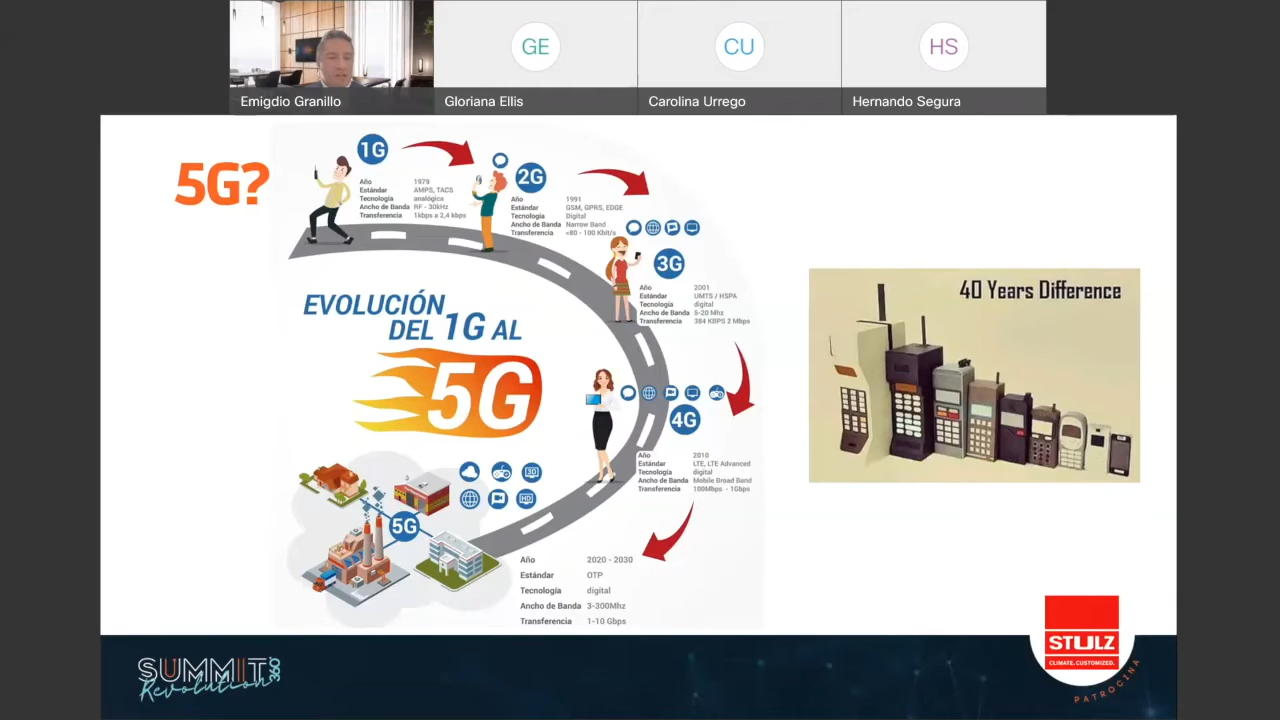 GE
CU
HS
Emigdio Granillo
Gloriana Ellis
Carolina Urrego
Hernando Segura
5G?
1G
Año 1979
Estándar AMPS, TACS
Tecnología analógica
Ancho de Banda RF - 30kHz
Transferencia 1kbps a 2,4 kbps
2G
Año 1991
Estándar GSM, GPRS, EDGE
Tecnología Digital
Ancho de Banda Narrow Band
Transferencia <80 - 100 Kbit/s
3G
Año 2001
Estándar UMTS / HSPA
Tecnología digital
Ancho de Banda 5-20 Mhz
Transferencia 384 KBPS 2 Mbps
EVOLUCIÓN
DEL 1G AL
5G
4G
Año 2010
Estándar LTE, LTE Advanced
Tecnología digital
Ancho de Banda Mobile Broad Band
Transferencia 100Mbps - 1Gbps
3D
HD
5G
Año 2020 - 2030
Estándar OTP
Tecnología digital
Ancho de Banda 3-300Mhz
Transferencia 1-10 Gbps
40 Years Difference
SUMMIT 360°
Revolution
STULZ
CLIMATE. CUSTOMIZED.
PATROCINA